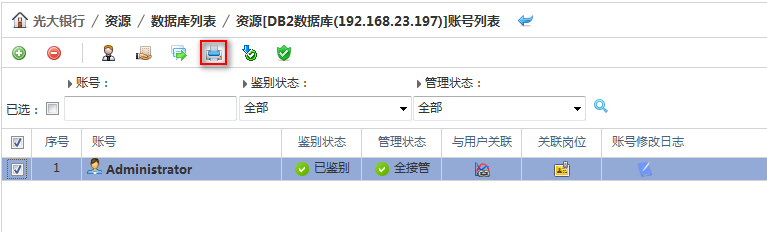 光大银行 / 资源 / 数据库列表 / 资源[DB2数据库(192.168.23.197)]账号列表
账号： 鉴别状态： 管理状态：
已选： 全部 全部
序号 账号 鉴别状态 管理状态 与用户关联 关联岗位 账号修改日志
1 Administrator 已鉴别 全接管